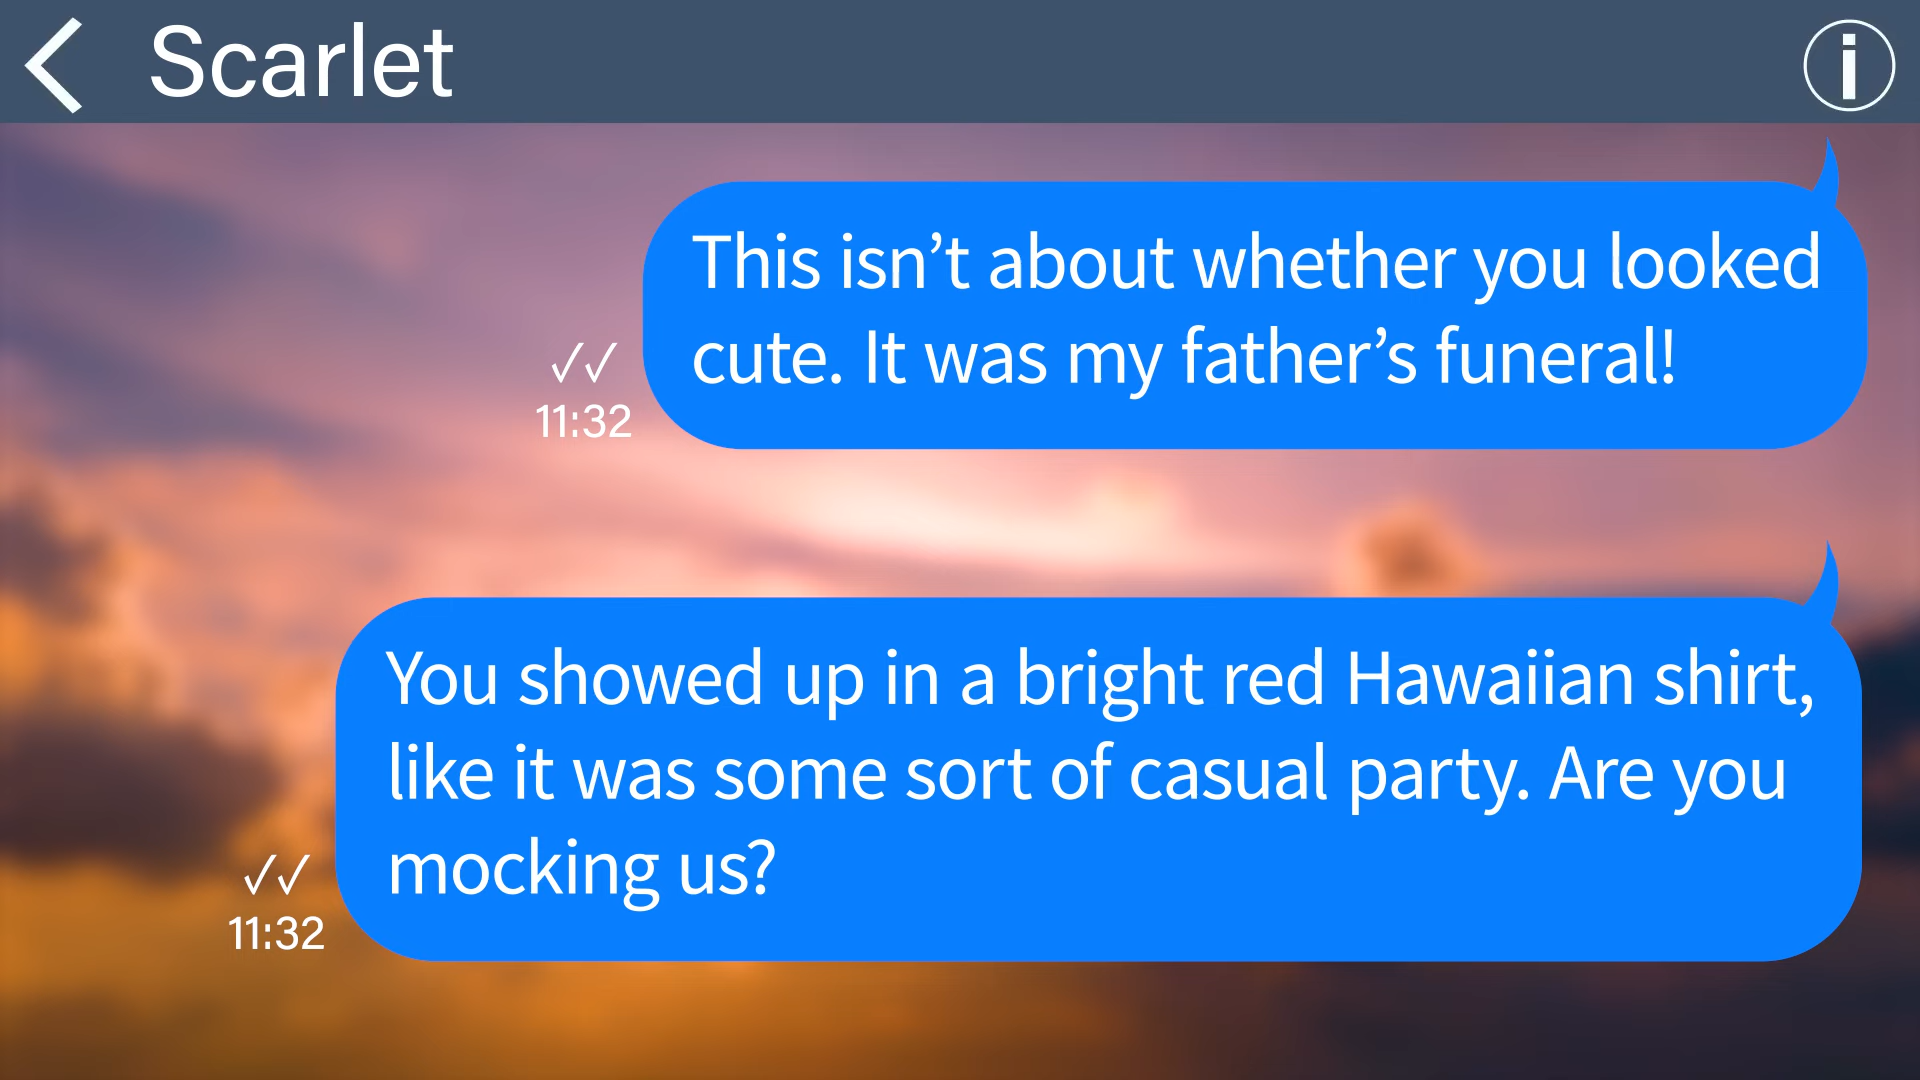 Scarlet
This isn’t about whether you looked
cute. It was my father’s funeral!
✓✓
11:32
You showed up in a bright red Hawaiian shirt,
like it was some sort of casual party. Are you
mocking us?
✓✓
11:32